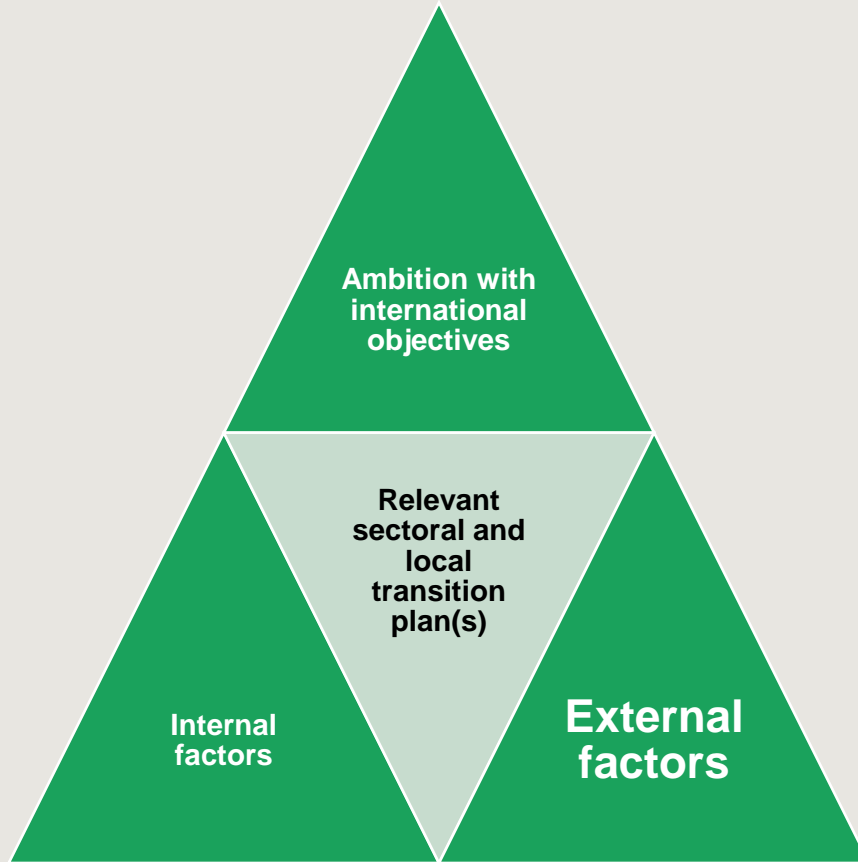 Ambition with
international
objectives
Relevant
sectoral and
local
transition
plan(s)
Internal
factors
External
factors